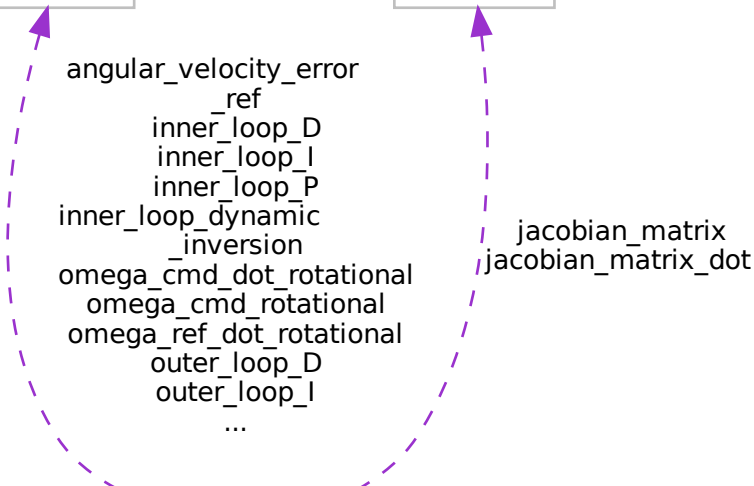 angular_velocity_error
_ref
inner_loop_D
inner_loop_I
inner_loop_P
inner_loop_dynamic
_inversion
omega_cmd_dot_rotational
omega_cmd_rotational
omega_ref_dot_rotational
outer_loop_D
outer_loop_I
...
jacobian_matrix
jacobian_matrix_dot